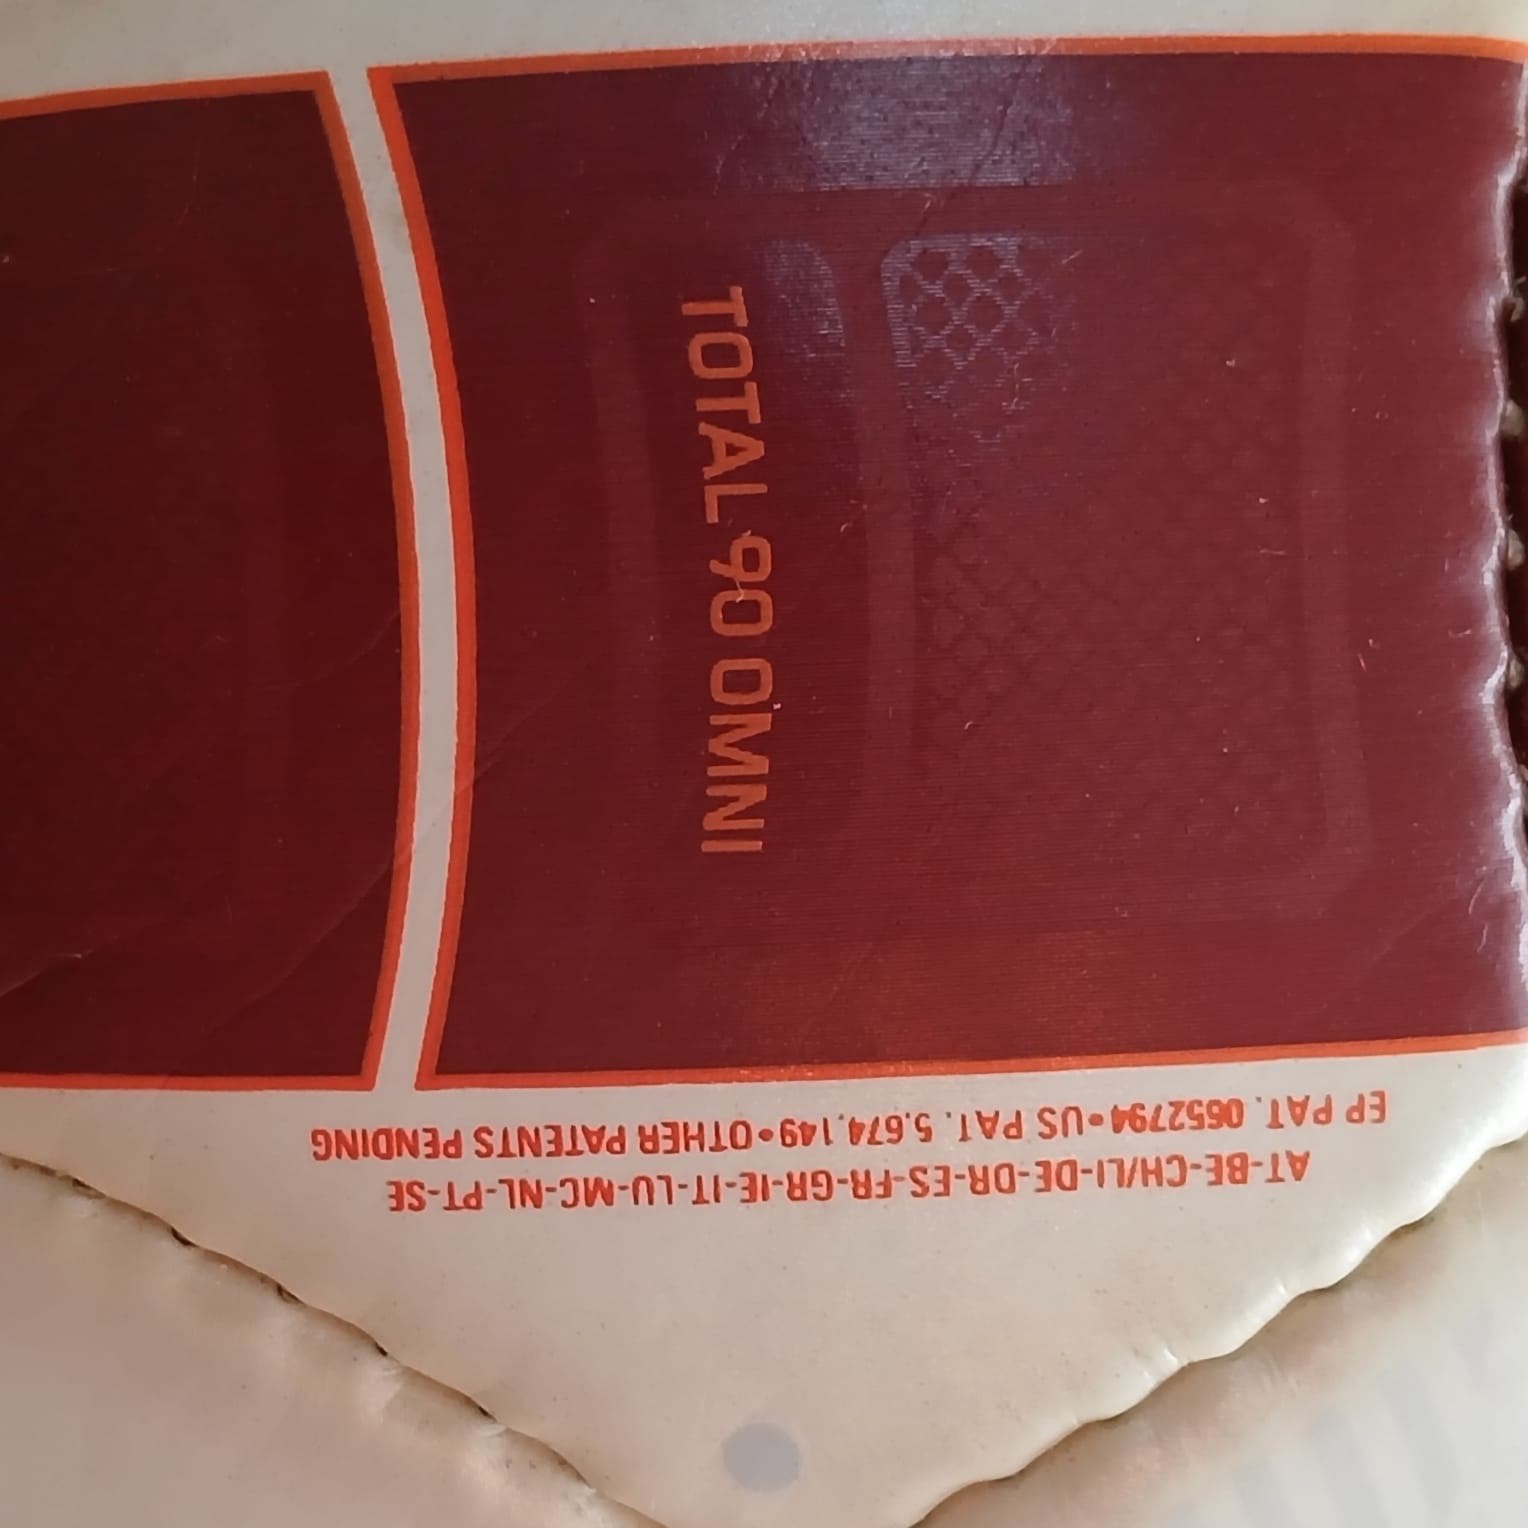 TOTAL 90 OMNI
EP PAT. 0652794•US PAT. 5,674,149•OTHER PATENTS PENDING
AT-BE-CH/LI-DE-DR-ES-FR-GR-IE-IT-LU-MC-NL-PT-SE